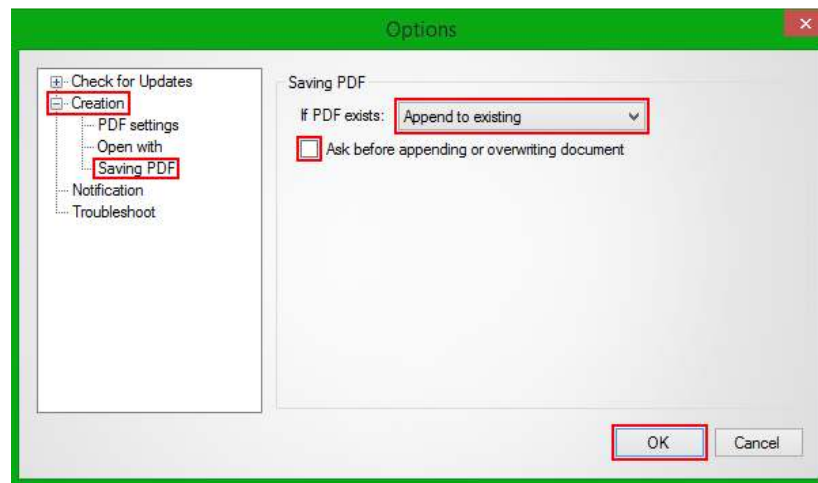 Options
Check for Updates
Creation
PDF settings
Open with
Saving PDF
Notification
Troubleshoot
Saving PDF
If PDF exists: Append to existing
Ask before appending or overwriting document
OK Cancel